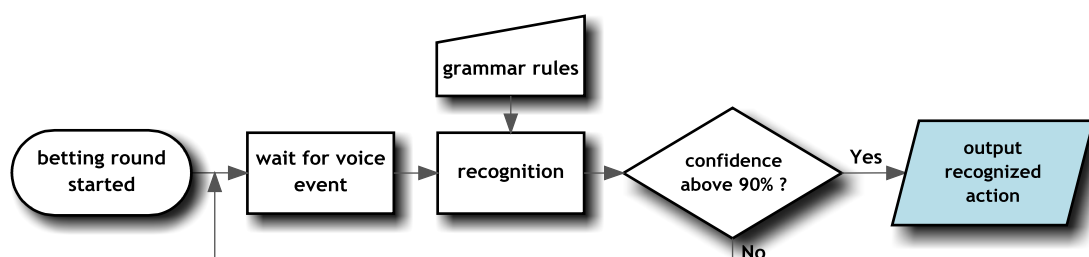 grammar rules
betting round
started
wait for voice
event
recognition
confidence
above 90% ?
Yes
output
recognized
action
No